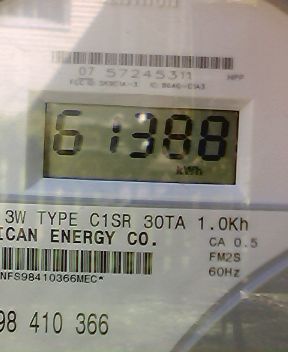 07 57245311 HPP
61388
kWh
3W TYPE C1SR 30TA 1.0Kh
ICAN ENERGY CO.
CA 0.5
FM2S
60Hz
NFS98410366MEC*
98 410 366